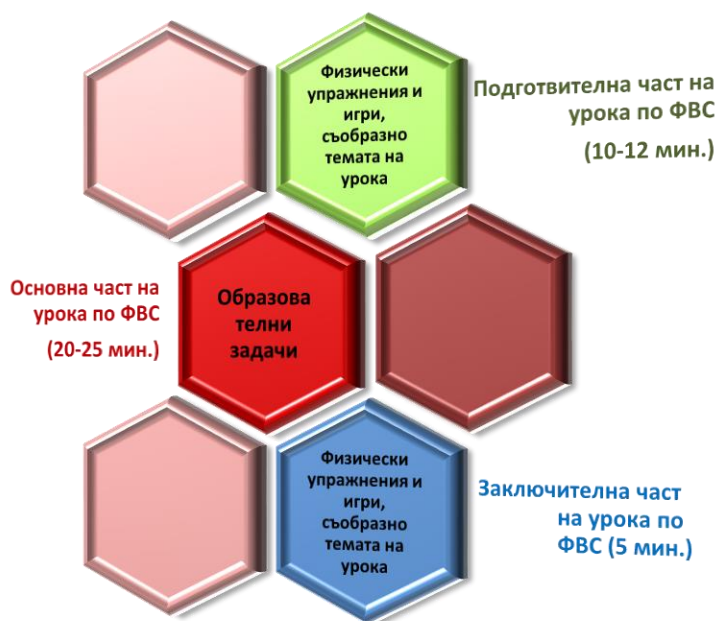 Физически
упражнения и
игри,
съобразно
темата на
урока
Подготвителна част на
урока по ФВС
(10-12 мин.)
Основна част на
урока по ФВС
(20-25 мин.)
Образова
телни
задачи
Физически
упражнения и
игри,
съобразно
темата на
урока
Заключителна част
на урока по
ФВС (5 мин.)